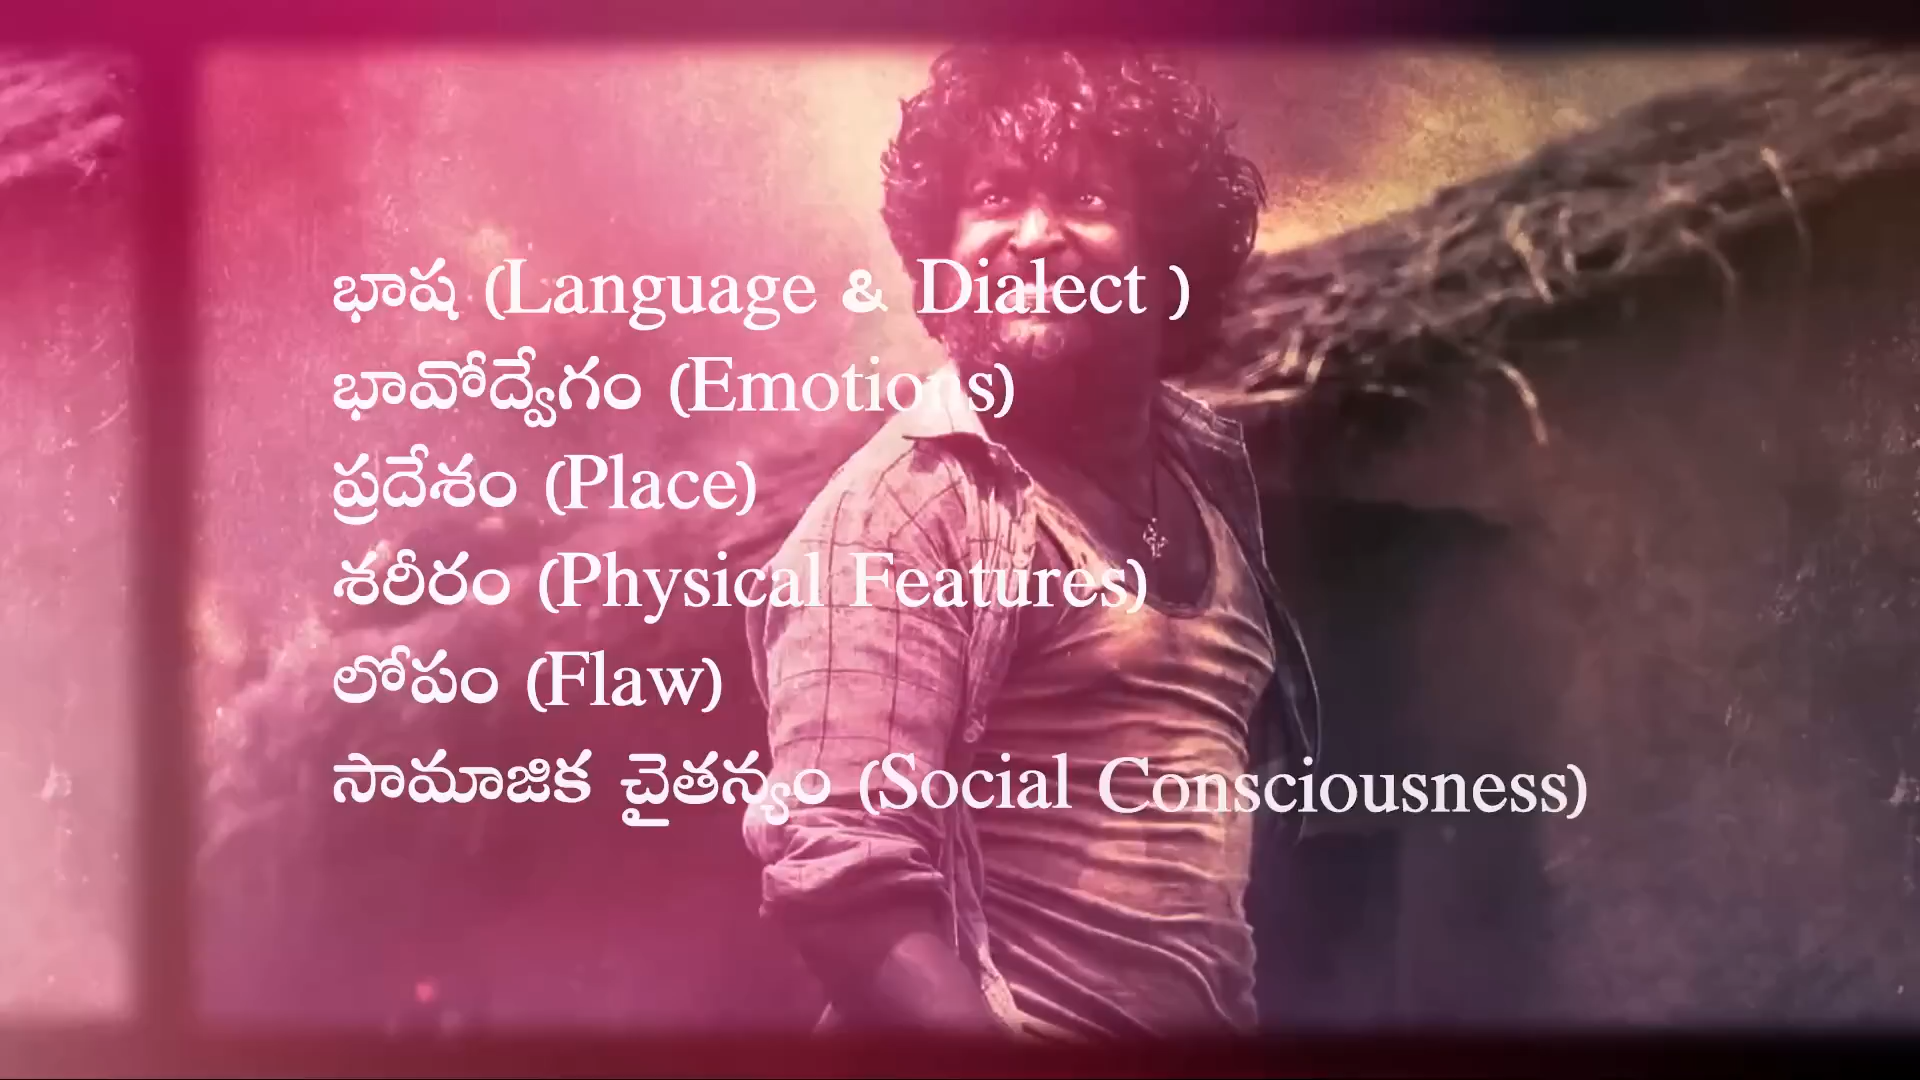 భాష (Language & Dialect )
భావోద్వేగం (Emotions)
ప్రదేశం (Place)
శరీరం (Physical Features)
లోపం (Flaw)
సామాజిక చైతన్యం (Social Consciousness)